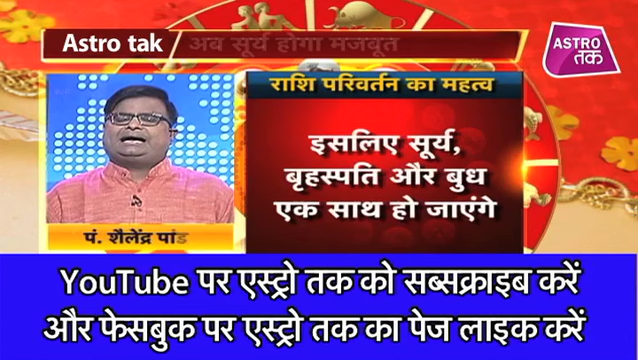 Astro tak
अब सूर्य होगा मजबूत
ASTRO
तक
राशि परिवर्तन का महत्व
इसलिए सूर्य,
बृहस्पति और बुध
एक साथ हो जाएंगे
पं. शैलेंद्र पांड
YouTube पर एस्ट्रो तक को सब्सक्राइब करें
और फेसबुक पर एस्ट्रो तक का पेज लाइक करें